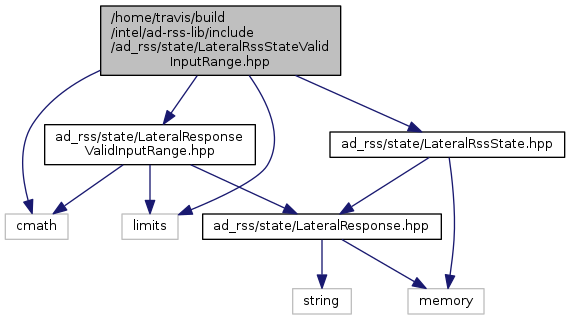 /home/travis/build
/intel/ad-rss-lib/include
/ad_rss/state/LateralRssStateValid
InputRange.hpp
ad_rss/state/LateralResponse
ValidInputRange.hpp
ad_rss/state/LateralRssState.hpp
cmath
limits
ad_rss/state/LateralResponse.hpp
string
memory